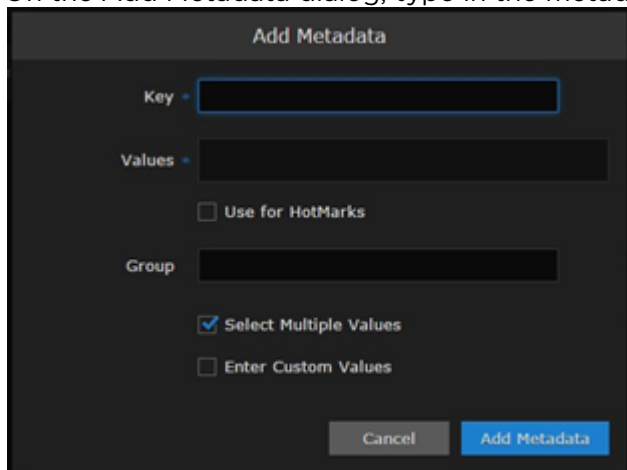 Add Metadata
Key
Values
Use for HotMarks
Group
Select Multiple Values
Enter Custom Values
Cancel Add Metadata